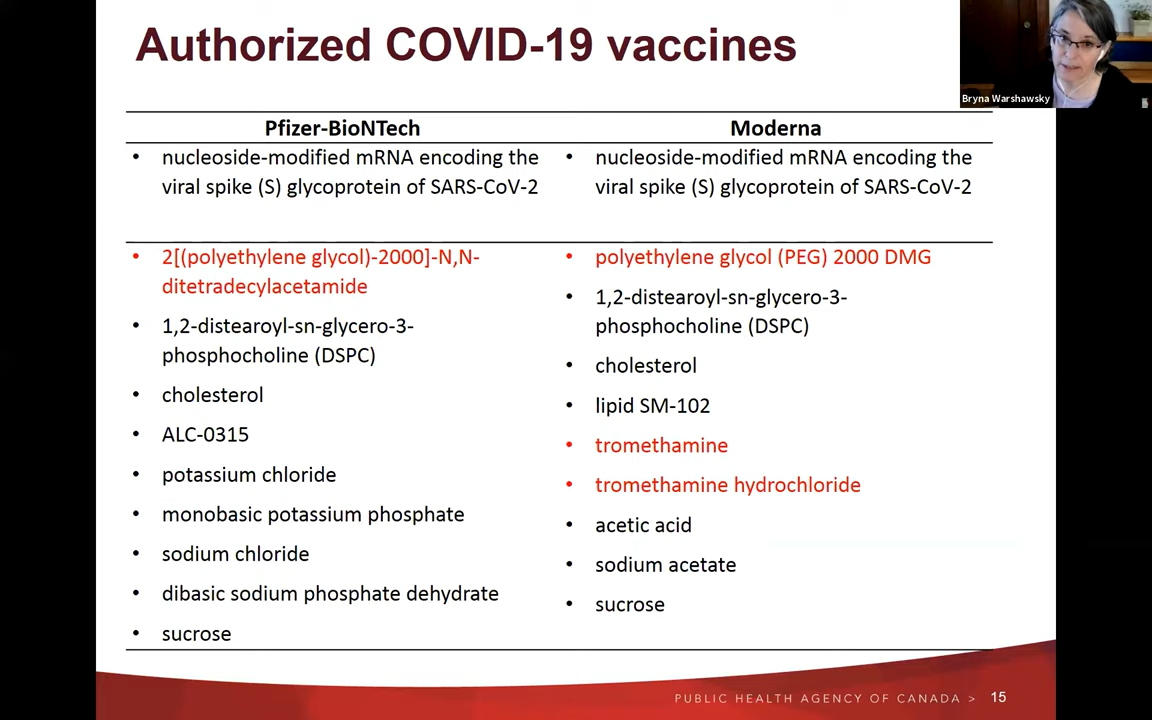 Authorized COVID-19 vaccines
Bryna Warshawsky
Pfizer-BioNTech
• nucleoside-modified mRNA encoding the
viral spike (S) glycoprotein of SARS-CoV-2
• 2[(polyethylene glycol)-2000]-N,N-
ditetradecylacetamide
• 1,2-distearoyl-sn-glycero-3-
phosphocholine (DSPC)
• cholesterol
• ALC-0315
• potassium chloride
• monobasic potassium phosphate
• sodium chloride
• dibasic sodium phosphate dehydrate
• sucrose
Moderna
• nucleoside-modified mRNA encoding the
viral spike (S) glycoprotein of SARS-CoV-2
• polyethylene glycol (PEG) 2000 DMG
• 1,2-distearoyl-sn-glycero-3-
phosphocholine (DSPC)
• cholesterol
• lipid SM-102
• tromethamine
• tromethamine hydrochloride
• acetic acid
• sodium acetate
• sucrose
PUBLIC HEALTH AGENCY OF CANADA > 15